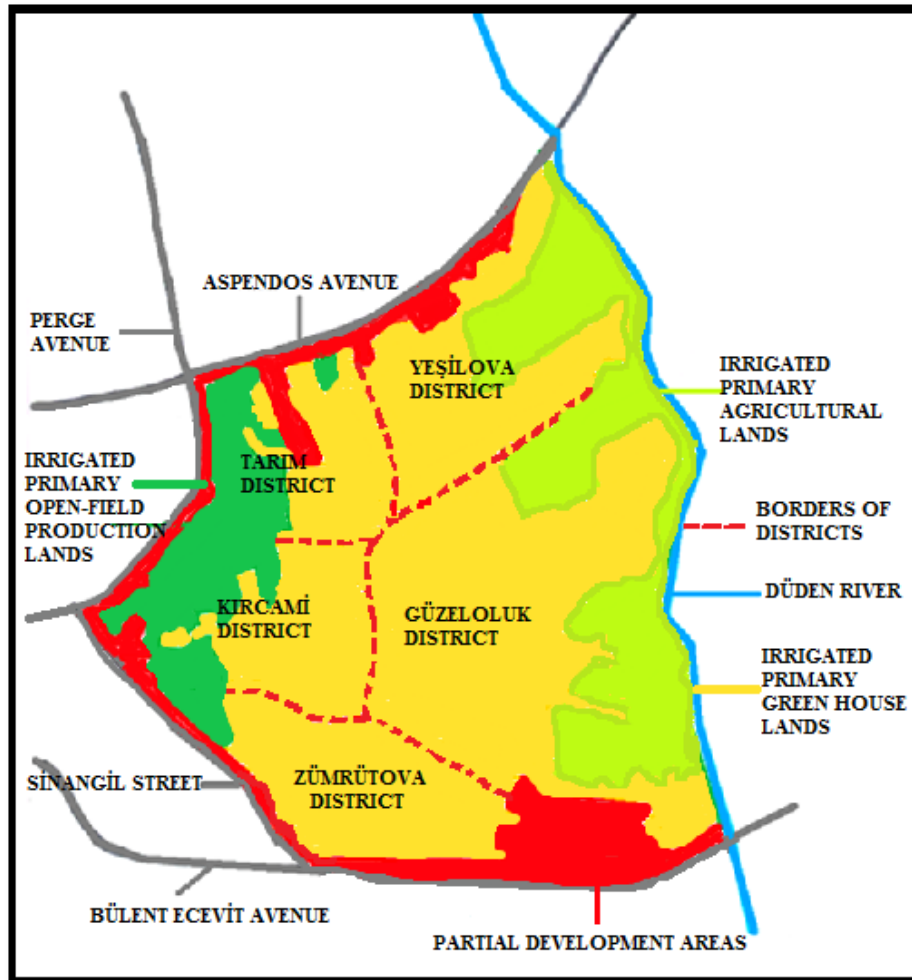 ASPENDOS AVENUE
PERGE
AVENUE
YEŞİLOVA
DISTRICT
IRRIGATED
PRIMARY
AGRICULTURAL
LANDS
IRRIGATED
PRIMARY
OPEN-FIELD
PRODUCTION
LANDS
TARIM
DISTRICT
BORDERS OF
DISTRICTS
DÜDEN RIVER
KIRCAMİ
DISTRICT
GÜZELOLUK
DISTRICT
IRRIGATED
PRIMARY
GREEN HOUSE
LANDS
ZÜMRÜTOVA
DISTRICT
SİNANGİL STREET
BÜLENT ECEVİT AVENUE
PARTIAL DEVELOPMENT AREAS